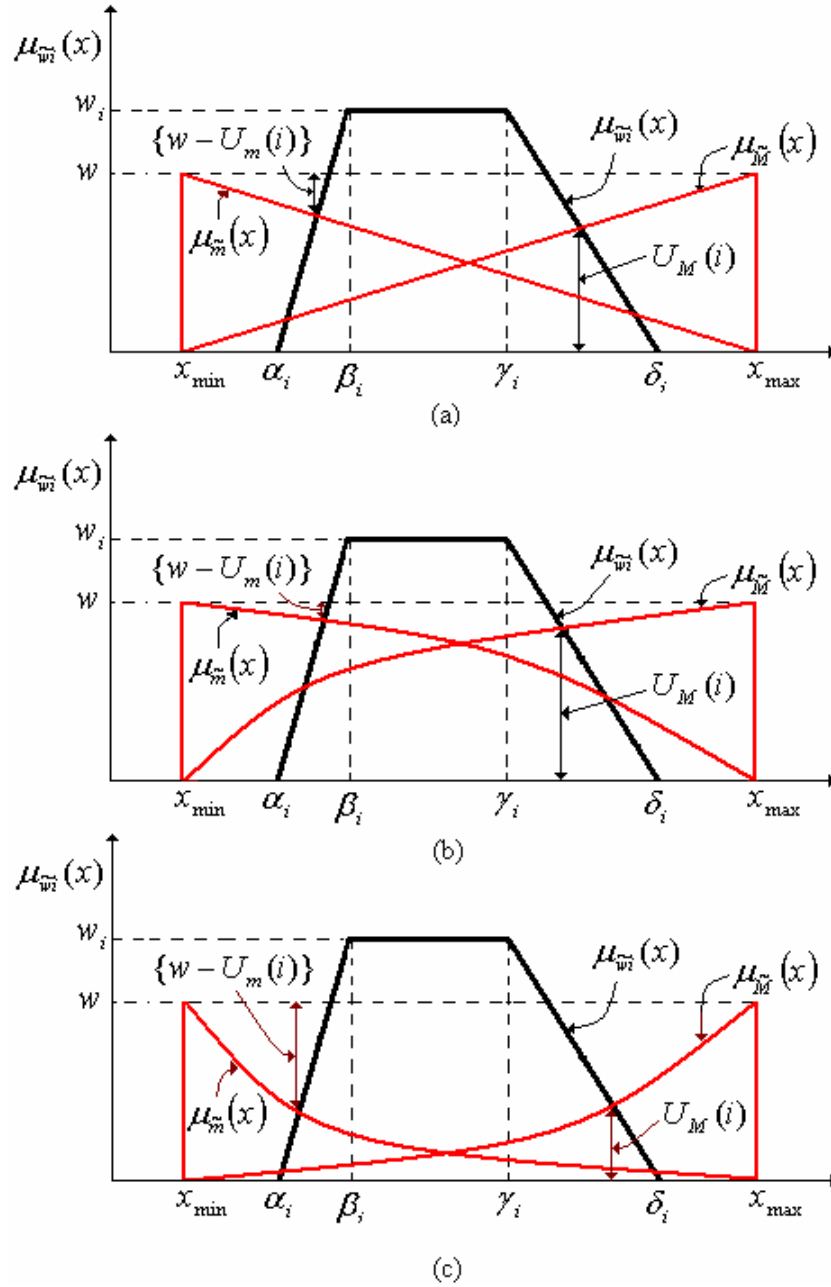 μ_w̃i(x)
w_i
{w − U_m(i)}
μ_w̃i(x)
μ_M̃(x)
w
μ_m̃(x)
U_M(i)
x_min α_i β_i γ_i δ_i x_max
(a)
μ_w̃i(x)
w_i
{w − U_m(i)}
μ_w̃i(x)
μ_M̃(x)
w
μ_m̃(x)
U_M(i)
x_min α_i β_i γ_i δ_i x_max
(b)
μ_w̃i(x)
w_i
{w − U_m(i)}
μ_w̃i(x)
μ_M̃(x)
w
μ_m̃(x)
U_M(i)
x_min α_i β_i γ_i δ_i x_max
(c)